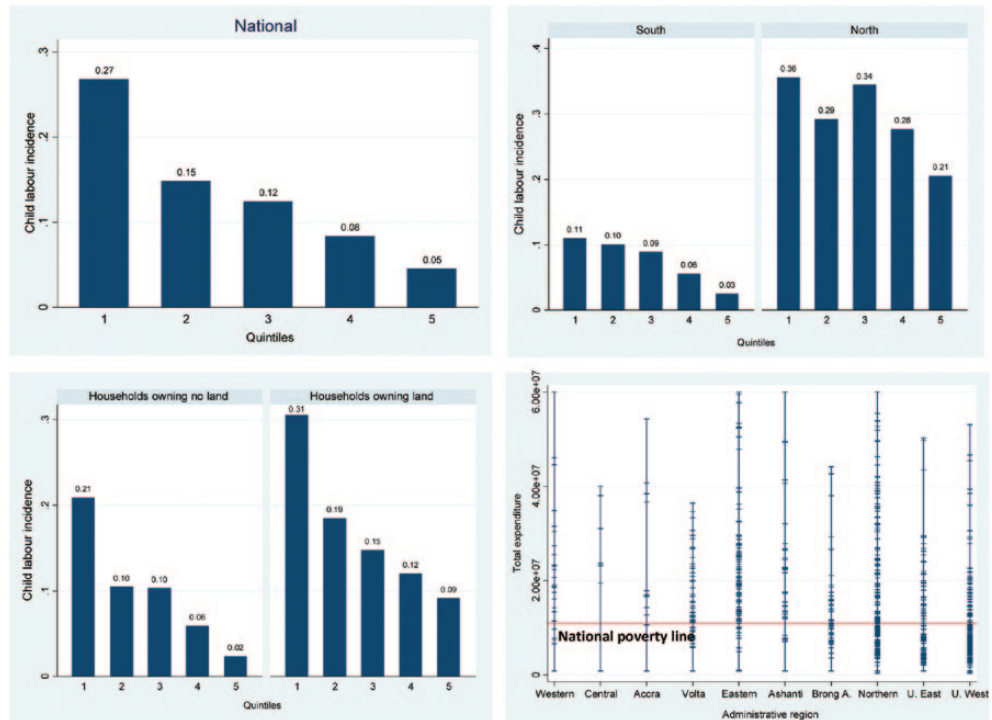 National
Child labour incidence
.3
.2
.1
0
0.27
0.15
0.12
0.08
0.05
1 2 3 4 5
Quintiles
South North
Child labour incidence
.4
.3
.2
.1
0
0.11 0.10 0.09 0.06 0.03
0.36 0.29 0.34 0.28 0.21
1 2 3 4 5 1 2 3 4 5
Quintiles
Households owning no land Households owning land
Child labour incidence
.3
.2
.1
0
0.21 0.10 0.10 0.06 0.02
0.31 0.19 0.15 0.12 0.09
1 2 3 4 5 1 2 3 4 5
Quintiles
Total expenditure
6.00e+07
4.00e+07
2.00e+07
0
National poverty line
Western Central Accra Volta Eastern Ashanti Brong A. Northern U. East U. West
Administrative region